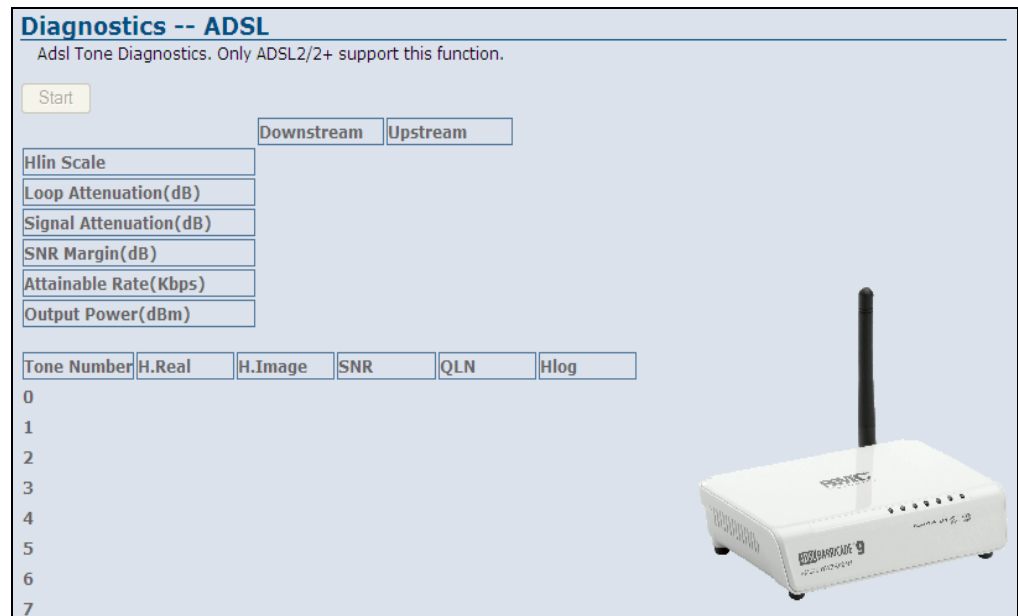 Diagnostics -- ADSL
Adsl Tone Diagnostics. Only ADSL2/2+ support this function.
Start
Downstream Upstream
Hlin Scale
Loop Attenuation(dB)
Signal Attenuation(dB)
SNR Margin(dB)
Attainable Rate(Kbps)
Output Power(dBm)
Tone Number H.Real H.Image SNR QLN Hlog
0
1
2
3
4
5
6
7
SMC
BARRICADE